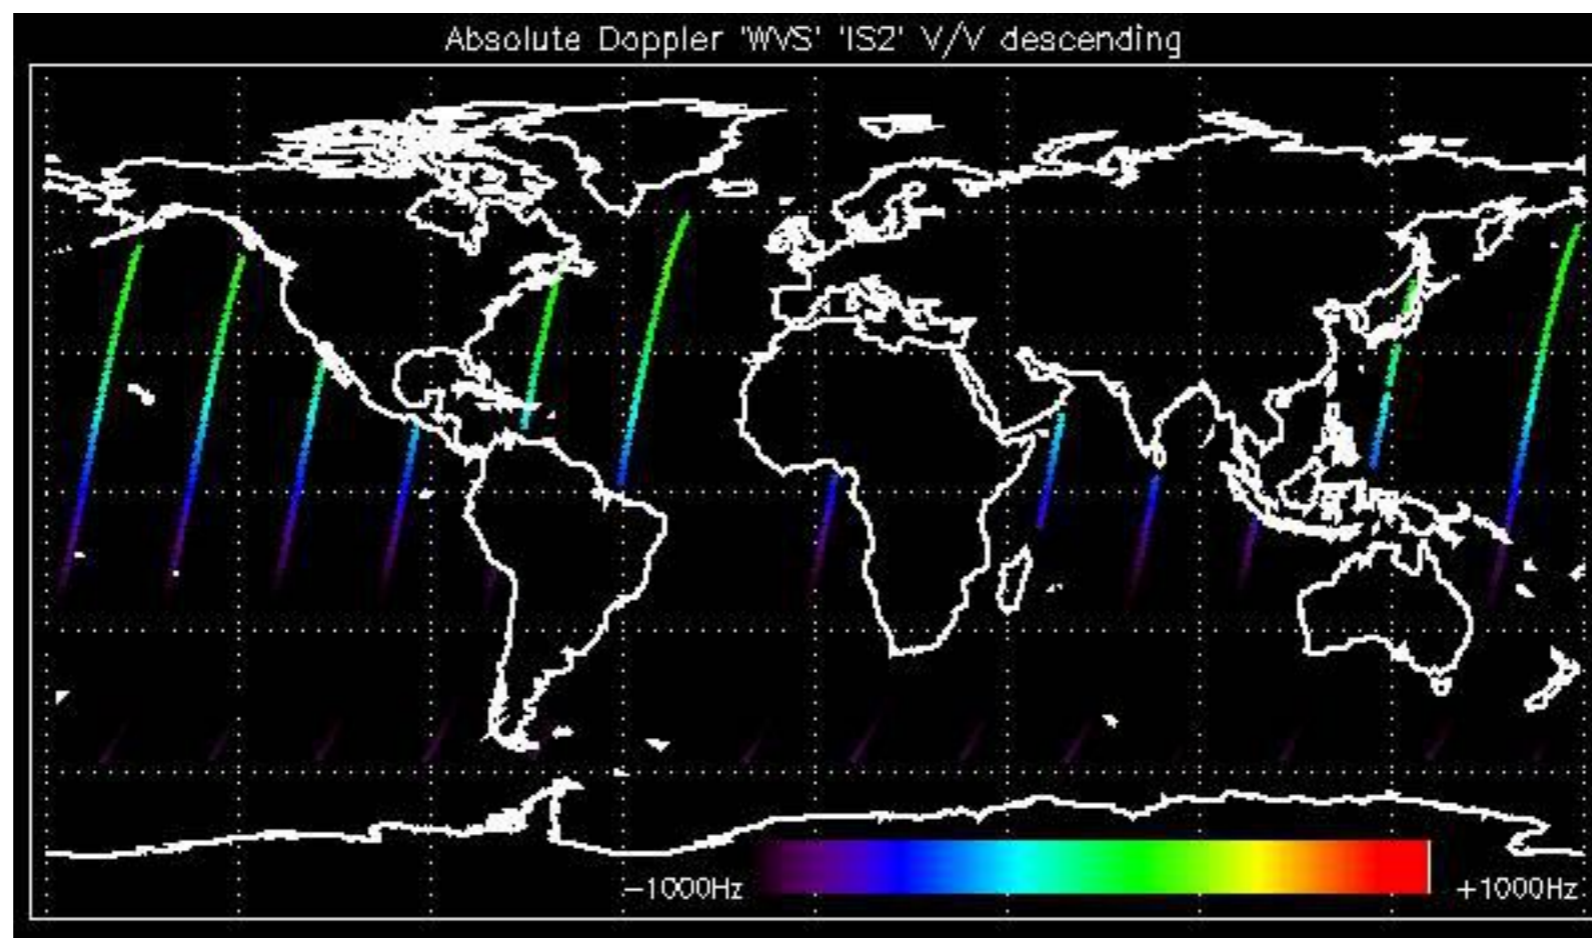 Absolute Doppler 'WVS' 'IS2' V/V descending
-1000Hz +1000Hz